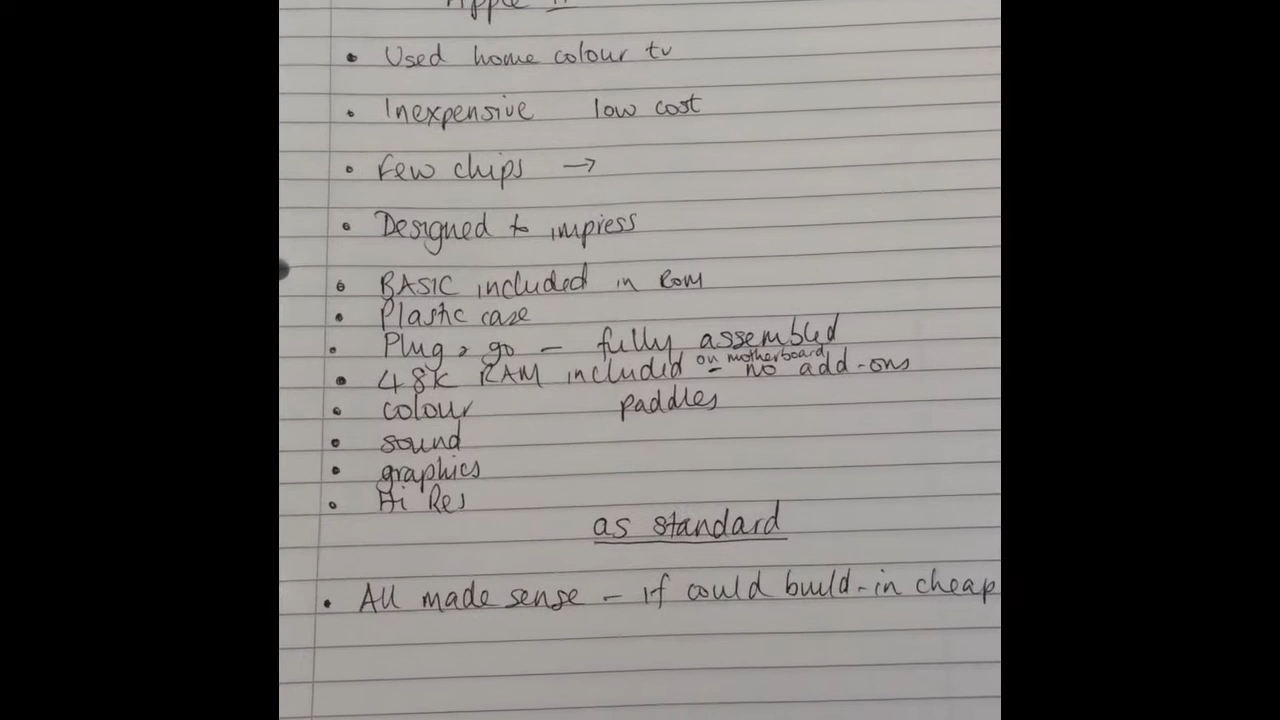 Apple II
• Used home colour tv
• Inexpensive low cost
• Few chips →
• Designed to impress
• BASIC included in ROM
• Plastic case
• Plug , go – fully assembled
on motherboard
• 48k RAM included – no add-ons
• colour paddles
• sound
• graphics
• Hi Res
as standard
• All made sense – if could build-in cheap